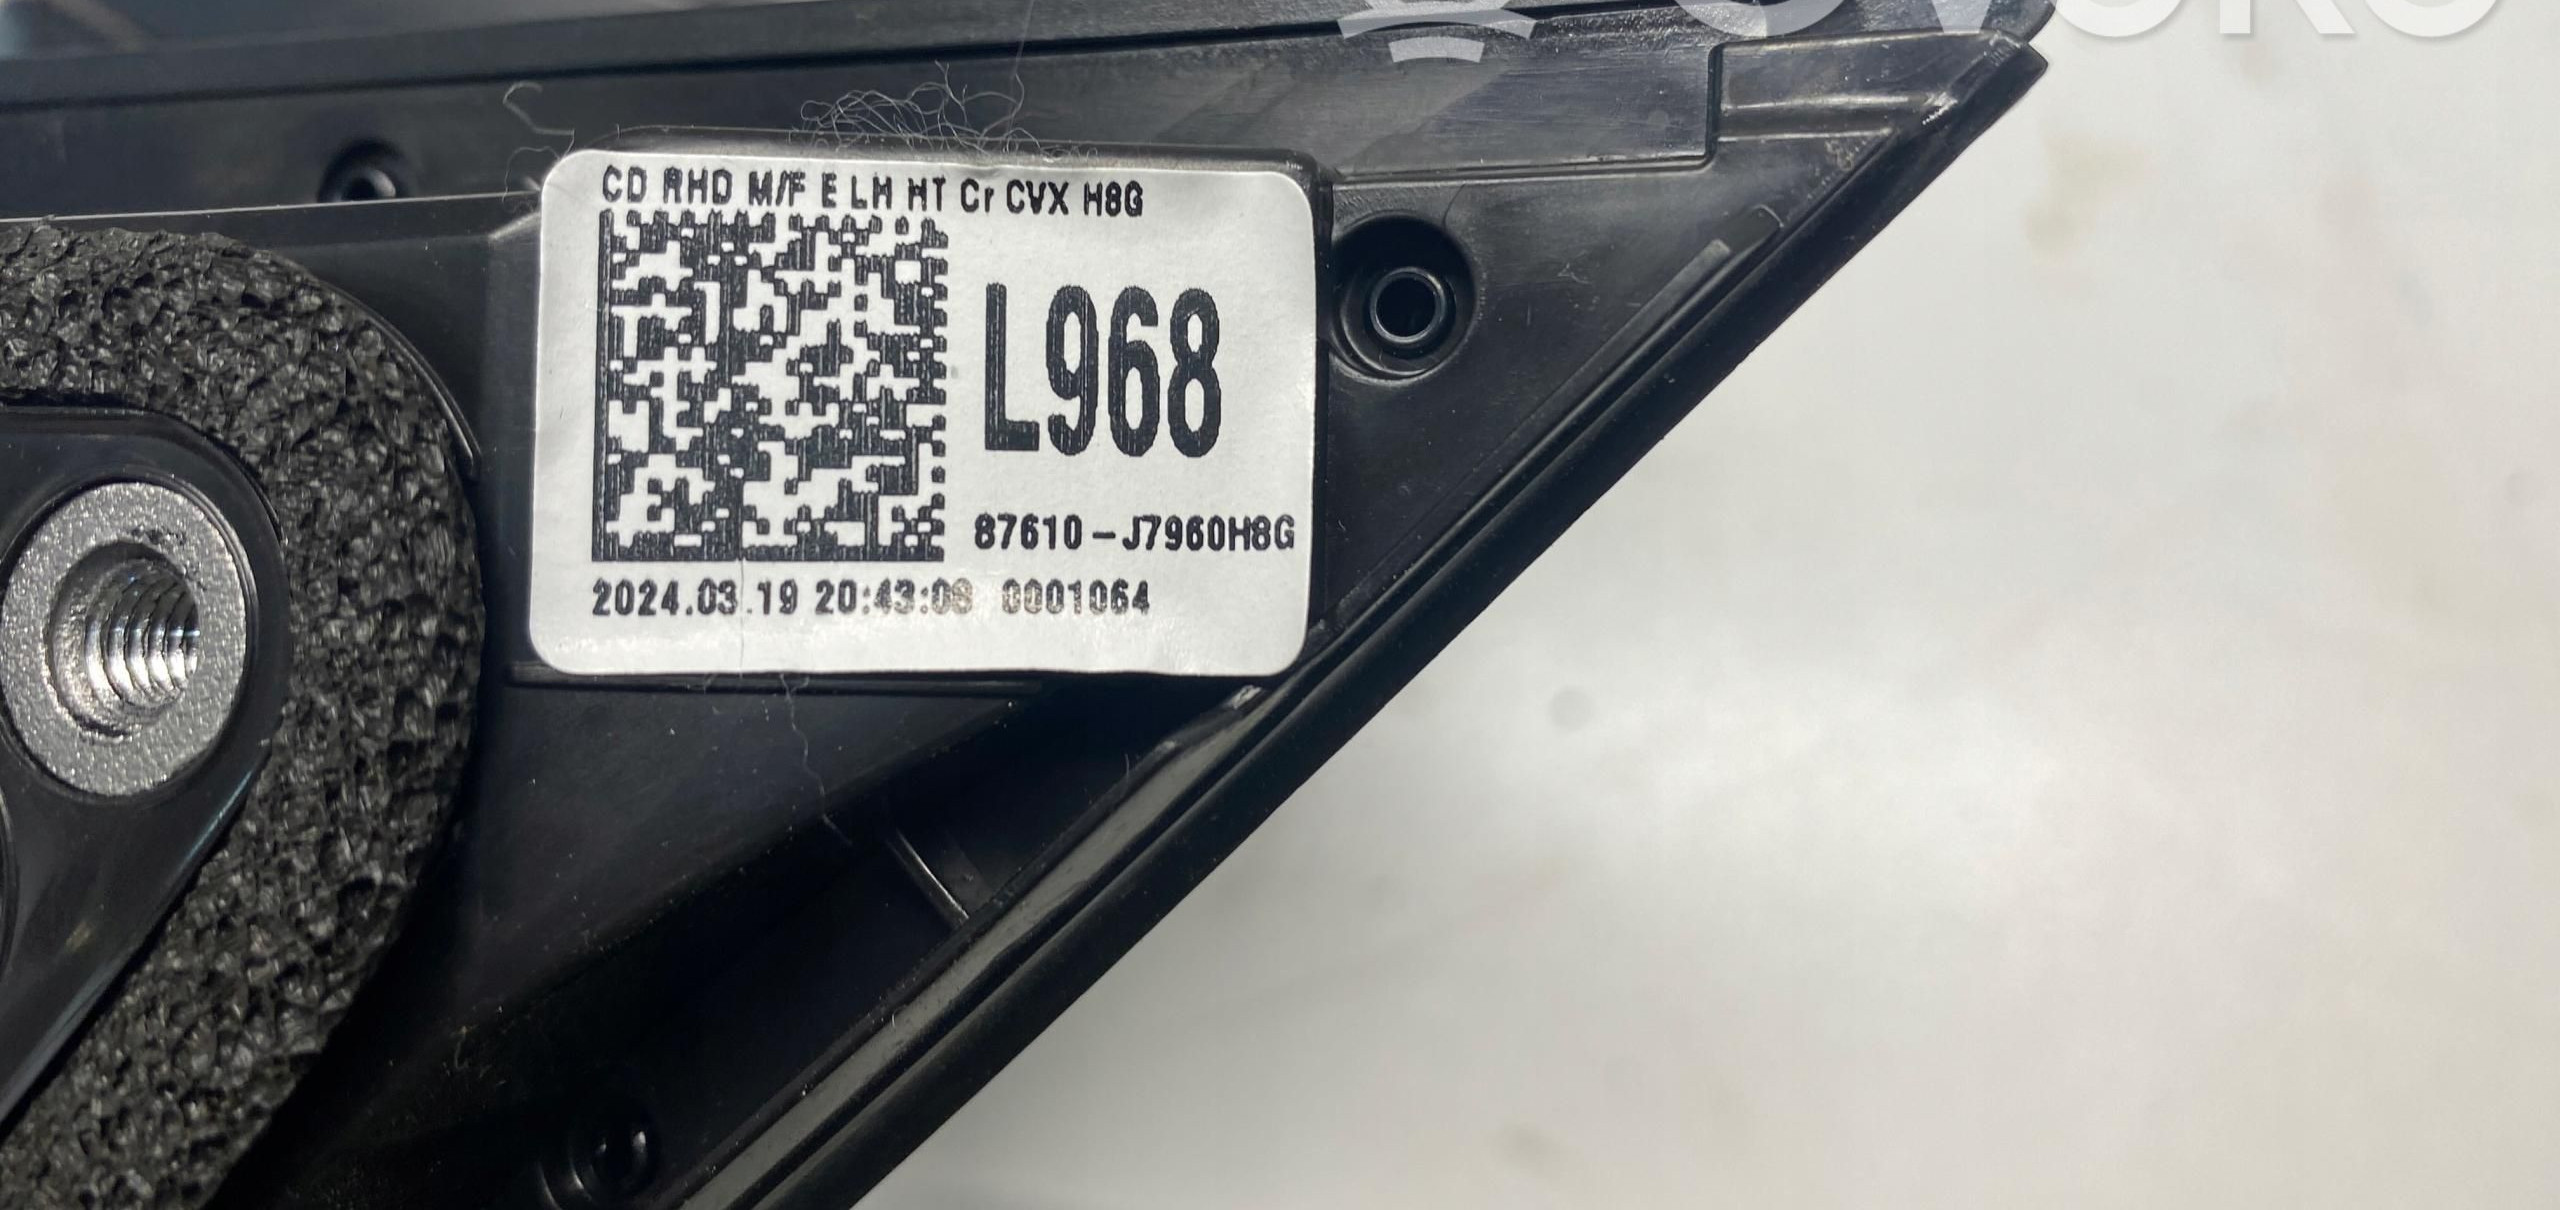 CD RHD M/F E LH HT Cr CVX H8G
L968
87610-J7960H8G
2024.03.19 20:43:08 0001064